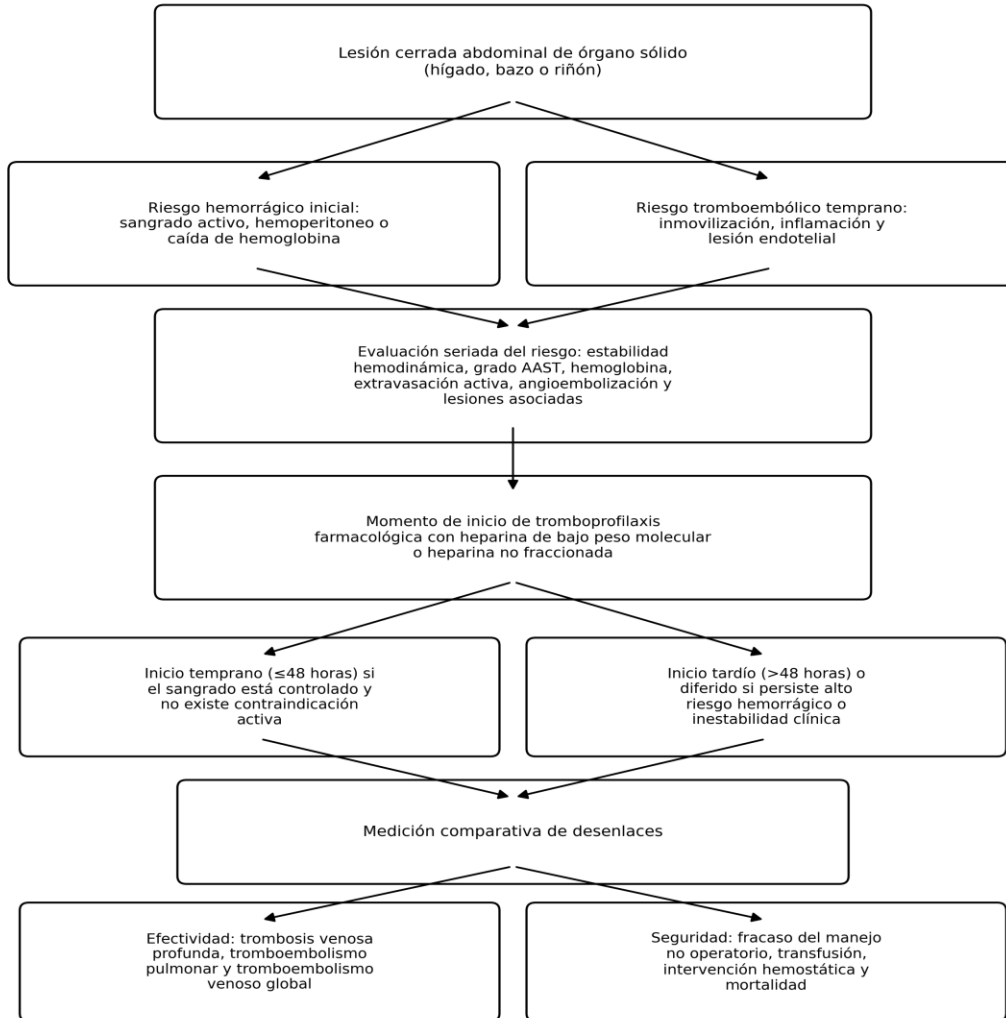 Lesión cerrada abdominal de órgano sólido
(hígado, bazo o riñón)
Riesgo hemorrágico inicial:
sangrado activo, hemoperitoneo o
caída de hemoglobina
Riesgo tromboembólico temprano:
inmovilización, inflamación y
lesión endotelial
Evaluación seriada del riesgo: estabilidad
hemodinámica, grado AAST, hemoglobina,
extravasación activa, angioembolización y
lesiones asociadas
Momento de inicio de tromboprofilaxis
farmacológica con heparina de bajo peso molecular
o heparina no fraccionada
Inicio temprano (≤48 horas) si
el sangrado está controlado y
no existe contraindicación
activa
Inicio tardío (>48 horas) o
diferido si persiste alto
riesgo hemorrágico o
inestabilidad clínica
Medición comparativa de desenlaces
Efectividad: trombosis venosa
profunda, tromboembolismo
pulmonar y tromboembolismo
venoso global
Seguridad: fracaso del manejo
no operatorio, transfusión,
intervención hemostática y
mortalidad